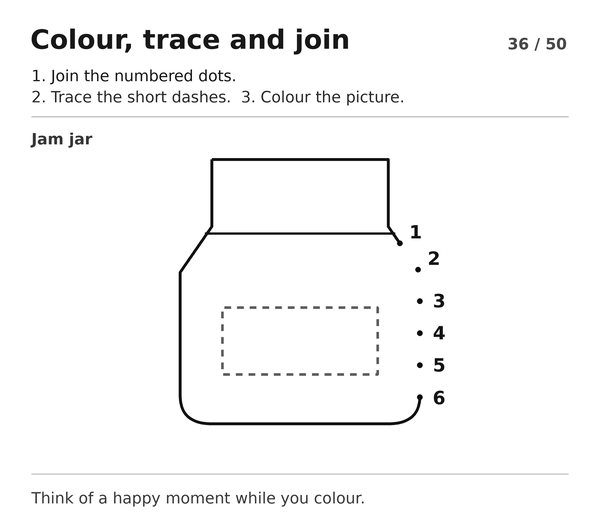 Colour, trace and join
36 / 50
1. Join the numbered dots.
2. Trace the short dashes.  3. Colour the picture.
Jam jar
1
2
3
4
5
6
Think of a happy moment while you colour.